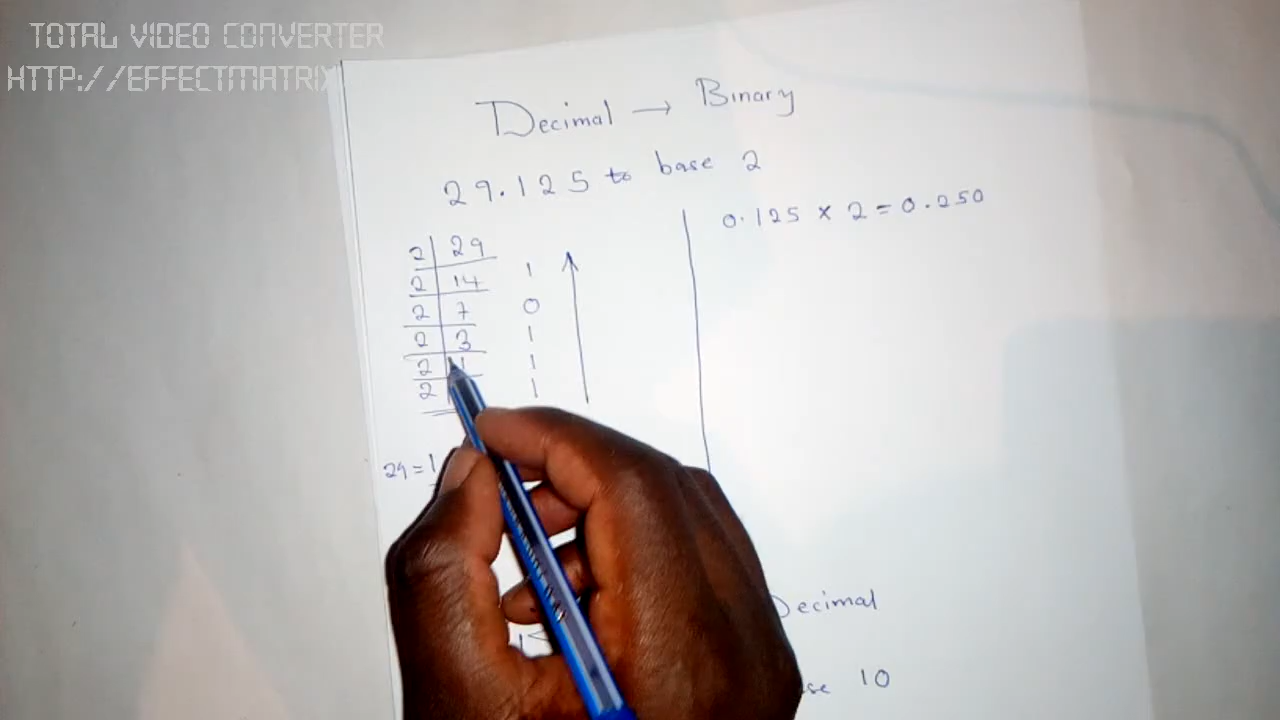 TOTAL VIDEO CONVERTER
HTTP://EFFECTMATRIX
Decimal → Binary
29.125 to base 2
2 29
2 14 1
2 7 0
2 3 1
2 1 1
2 1
29 = 1
0.125 × 2 = 0.250
Decimal
10